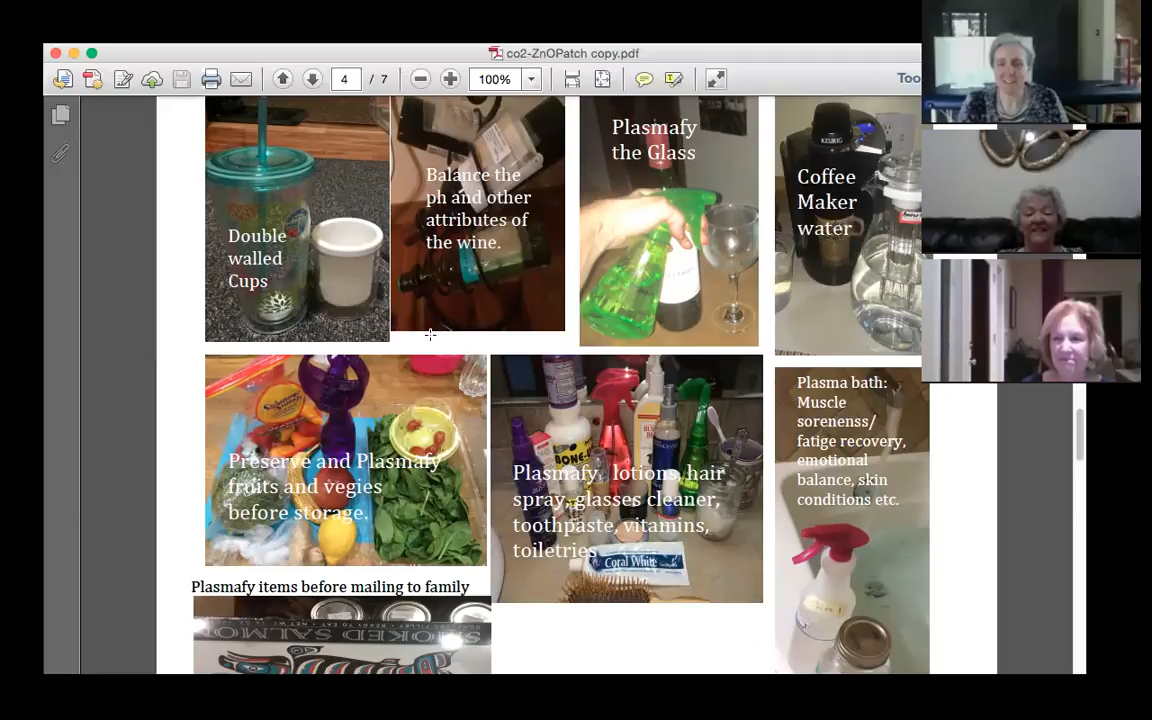 co2-ZnOPatch copy.pdf
4 / 7
100%
Too
Double
walled
Cups
Balance the
ph and other
attributes of
the wine.
Plasmafy
the Glass
KEURIG
Coffee
Maker
water
Preserve and Plasmafy
fruits and vegies
before storage.
BONE-
Plasmafy, lotions, hair
spray, glasses cleaner,
toothpaste, vitamins,
toiletries
Coral White
Plasma bath:
Muscle
sorenenss/
fatige recovery,
emotional
balance, skin
conditions etc.
Plasmafy items before mailing to family
SMOKED SALMO